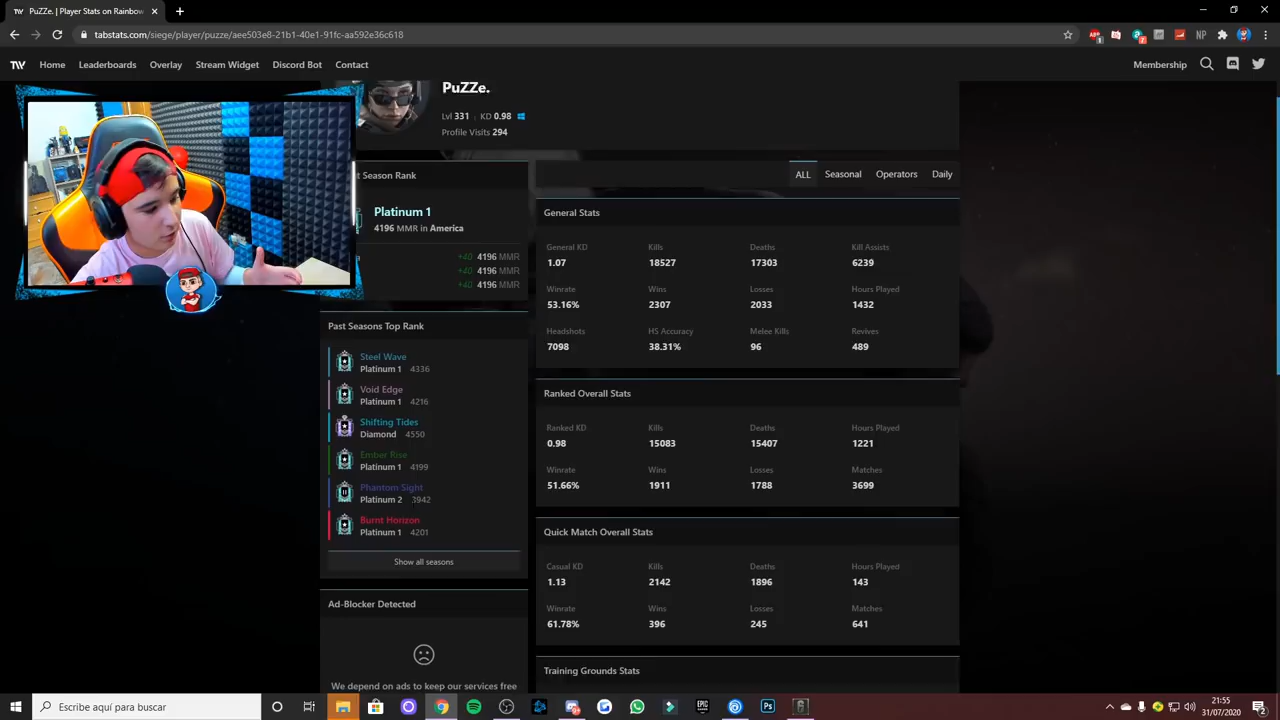 PuZZe. | Player Stats on Rainbow
tabstats.com/siege/player/puzze/aee503e8-21b1-40e1-91fc-aa592e36c618
NP
Home Leaderboards Overlay Stream Widget Discord Bot Contact Membership
PuZZe.
Lvl 331 KD 0.98
Profile Visits 294
t Season Rank
Platinum 1
4196 MMR in America
+40 4196 MMR
+40 4196 MMR
+40 4196 MMR
Past Seasons Top Rank
Steel Wave
Platinum 1 4336
Void Edge
Platinum 1 4216
Shifting Tides
Diamond 4550
Ember Rise
Platinum 1 4199
Phantom Sight
Platinum 2 3942
Burnt Horizon
Platinum 1 4201
Show all seasons
Ad-Blocker Detected
We depend on ads to keep our services free
ALL Seasonal Operators Daily
General Stats
General KD Kills Deaths Kill Assists
1.07 18527 17303 6239
Winrate Wins Losses Hours Played
53.16% 2307 2033 1432
Headshots HS Accuracy Melee Kills Revives
7098 38.31% 96 489
Ranked Overall Stats
Ranked KD Kills Deaths Hours Played
0.98 15083 15407 1221
Winrate Wins Losses Matches
51.66% 1911 1788 3699
Quick Match Overall Stats
Casual KD Kills Deaths Hours Played
1.13 2142 1896 143
Winrate Wins Losses Matches
61.78% 396 245 641
Training Grounds Stats
Escribe aquí para buscar
EPIC
Ps
21:55
31/07/2020